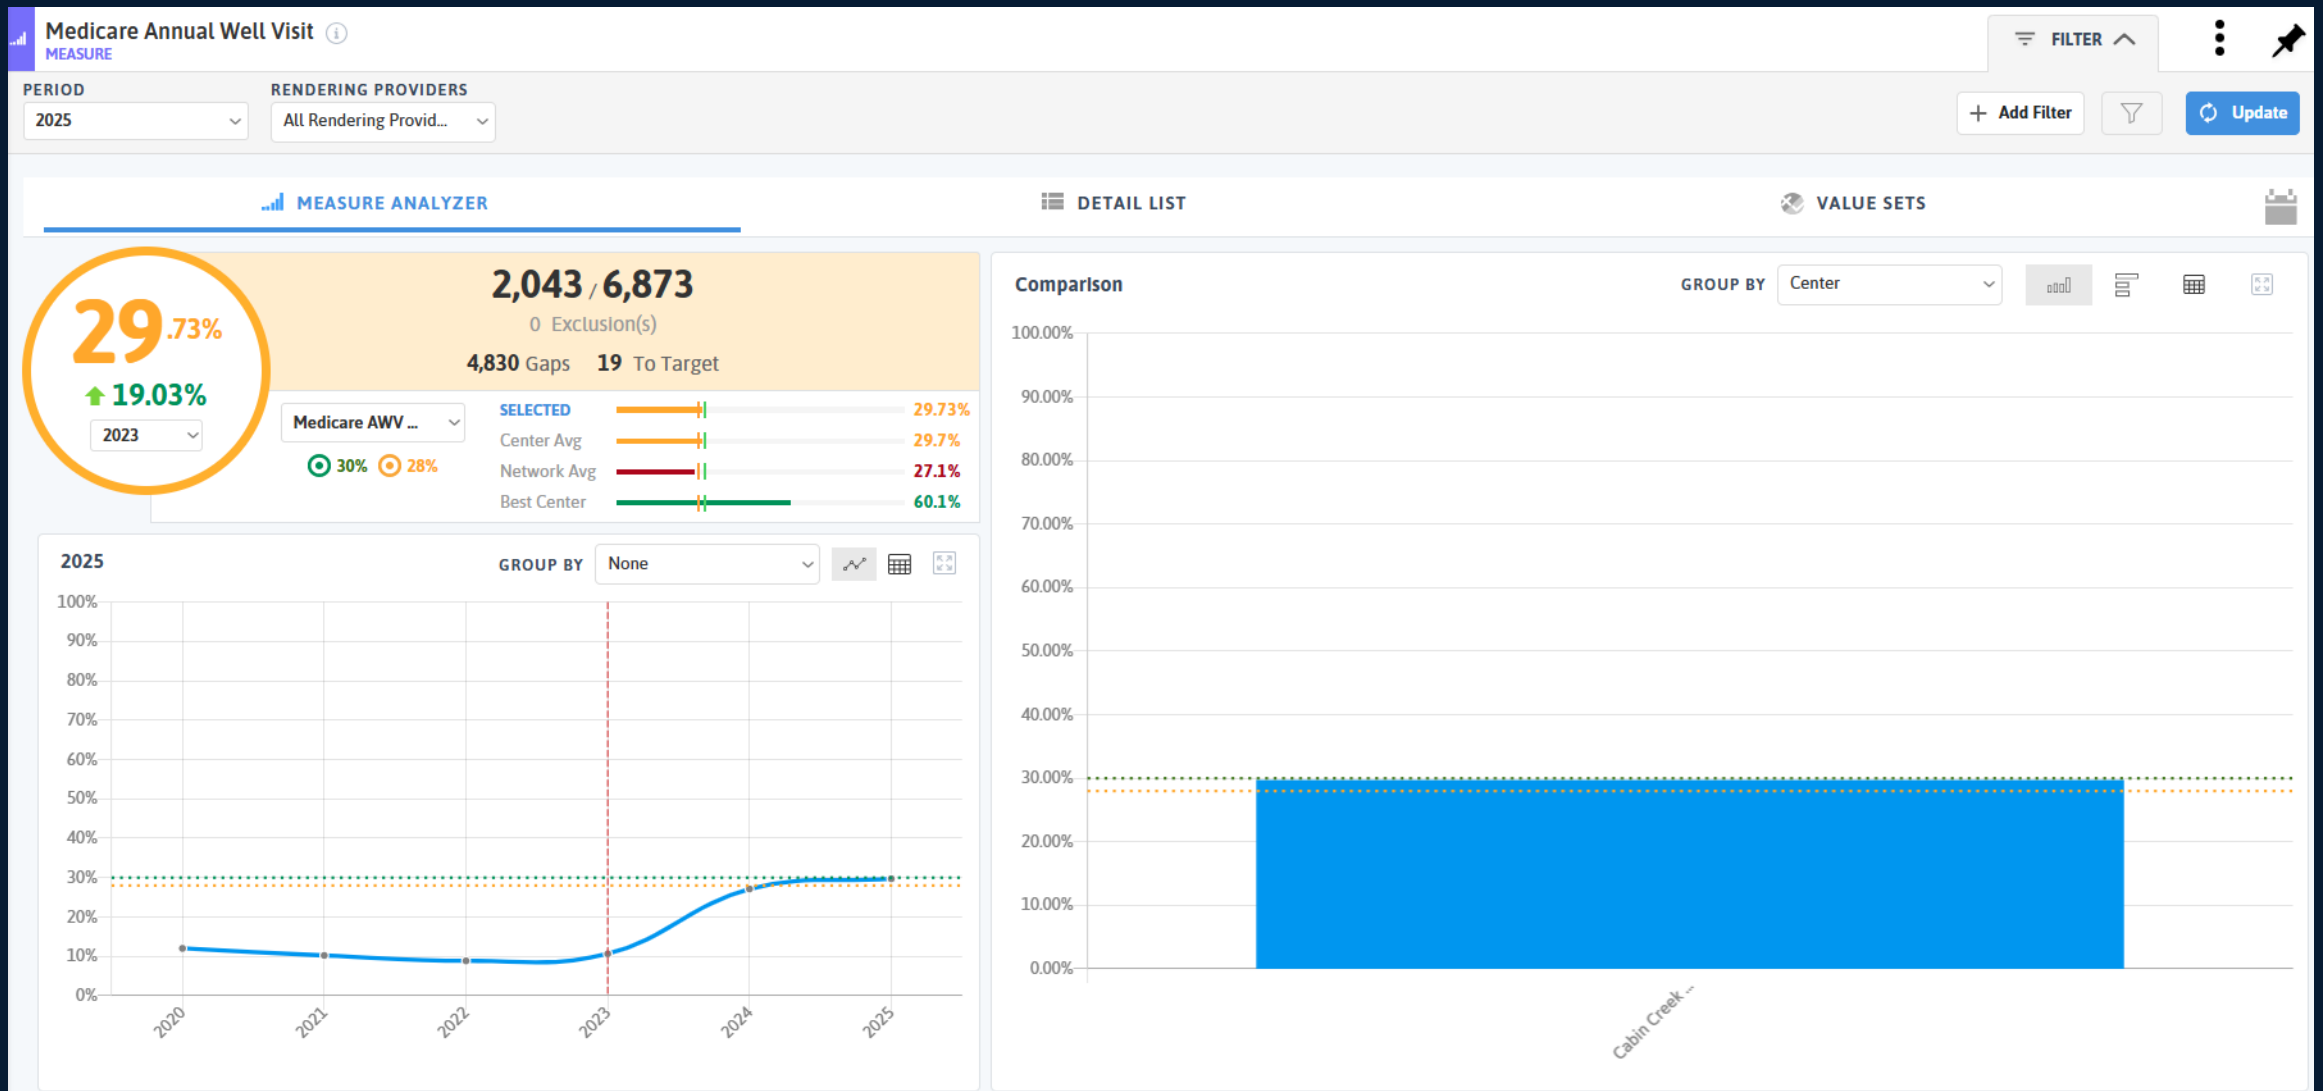 Medicare Annual Well Visit
MEASURE
FILTER
PERIOD
2025
RENDERING PROVIDERS
All Rendering Provid...
Add Filter
Update
MEASURE ANALYZER
DETAIL LIST
VALUE SETS
29.73%
19.03%
2023
2,043 / 6,873
0 Exclusion(s)
4,830 Gaps 19 To Target
Medicare AWV ...
30% 28%
SELECTED 29.73%
Center Avg 29.7%
Network Avg 27.1%
Best Center 60.1%
2025
GROUP BY None
100%
90%
80%
70%
60%
50%
40%
30%
20%
10%
0%
2020 2021 2022 2023 2024 2025
Comparison
GROUP BY Center
100.00%
90.00%
80.00%
70.00%
60.00%
50.00%
40.00%
30.00%
20.00%
10.00%
0.00%
Cabin Creek ...